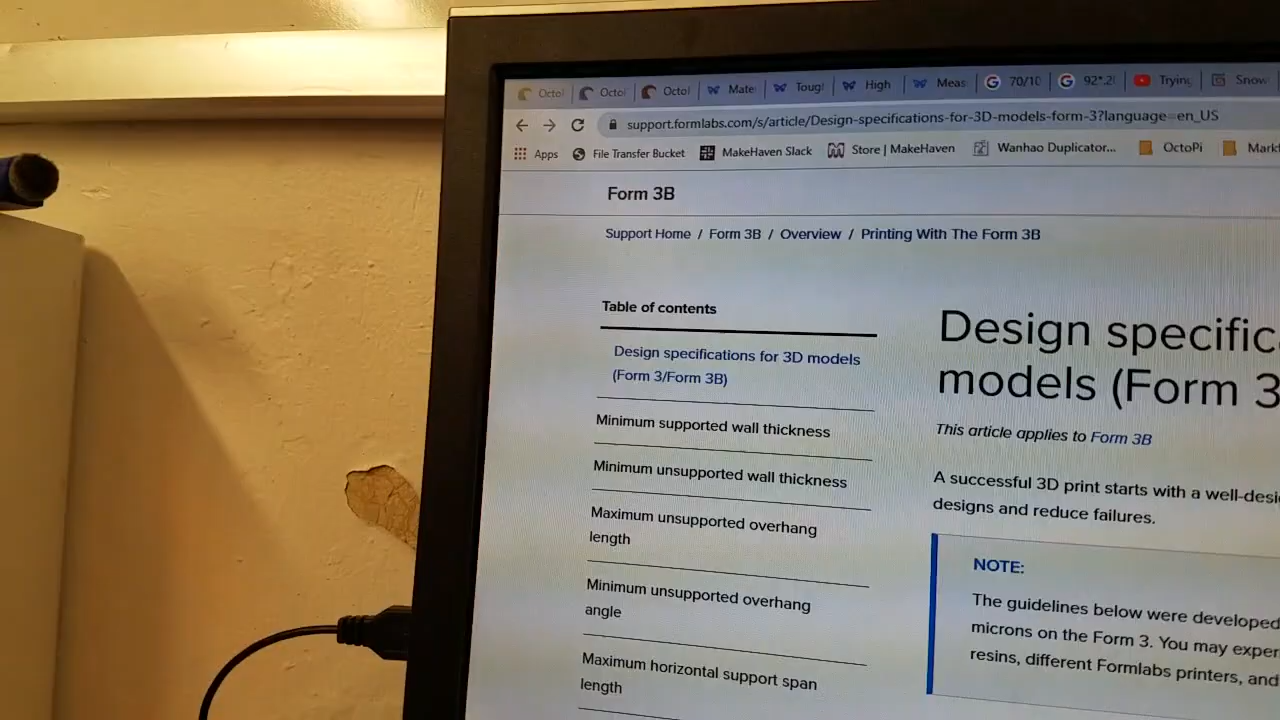 Octo Octo Octol Mate Toug High Meas 70/10 92*.2 Trying Snow
support.formlabs.com/s/article/Design-specifications-for-3D-models-form-3?language=en_US
Apps File Transfer Bucket MakeHaven Slack Store | MakeHaven Wanhao Duplicator... OctoPi Mark
Form 3B
Support Home / Form 3B / Overview / Printing With The Form 3B
Table of contents
Design specifications for 3D models
(Form 3/Form 3B)
Minimum supported wall thickness
Minimum unsupported wall thickness
Maximum unsupported overhang
length
Minimum unsupported overhang
angle
Maximum horizontal support span
length
Design specific
models (Form 3
This article applies to Form 3B
A successful 3D print starts with a well-desi
designs and reduce failures.
NOTE:
The guidelines below were developed
microns on the Form 3. You may exper
resins, different Formlabs printers, and